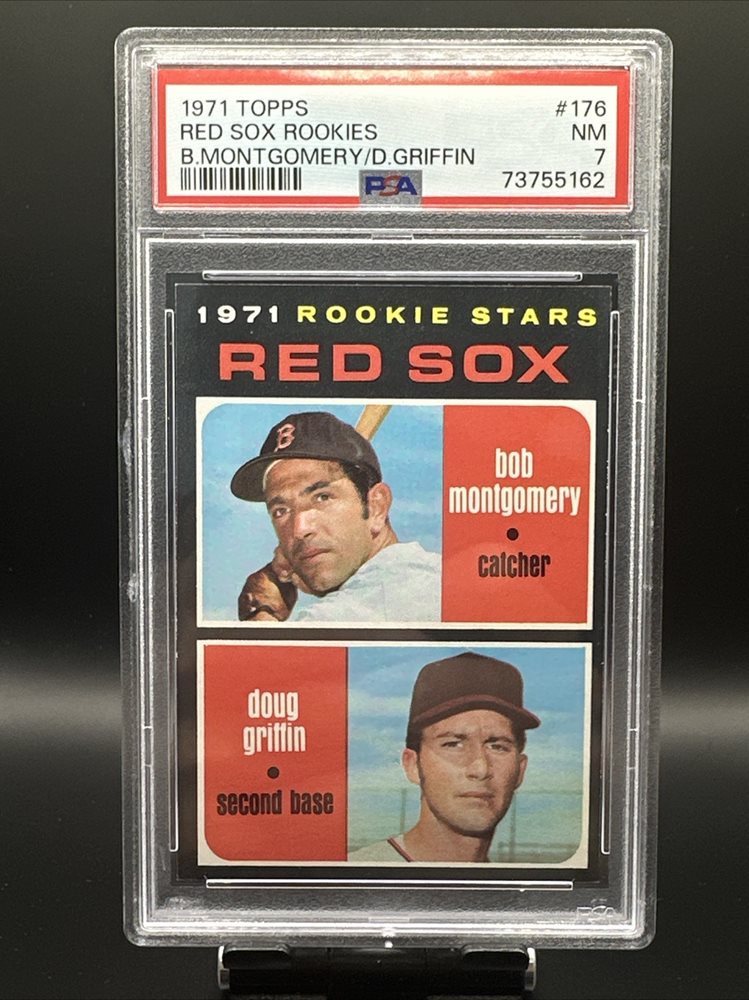 1971 TOPPS #176
RED SOX ROOKIES NM
B.MONTGOMERY/D.GRIFFIN 7
PSA 73755162
1971 ROOKIE STARS
RED SOX
B
bob
montgomery
•
catcher
doug
griffin
•
second base
PSA